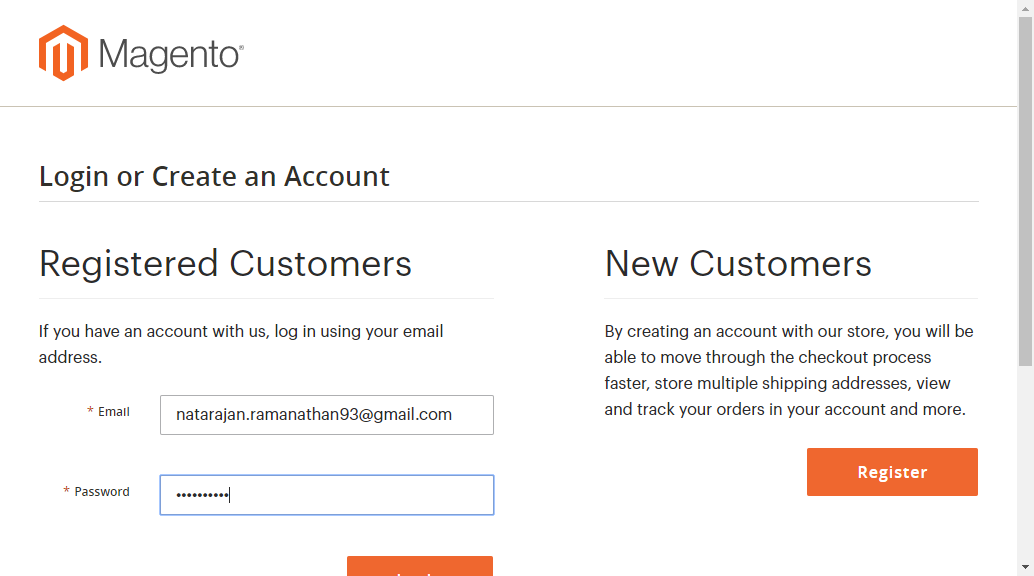 Magento®
Login or Create an Account
Registered Customers
If you have an account with us, log in using your email
address.
* Email
natarajan.ramanathan93@gmail.com
* Password
••••••••••
New Customers
By creating an account with our store, you will be
able to move through the checkout process
faster, store multiple shipping addresses, view
and track your orders in your account and more.
Register